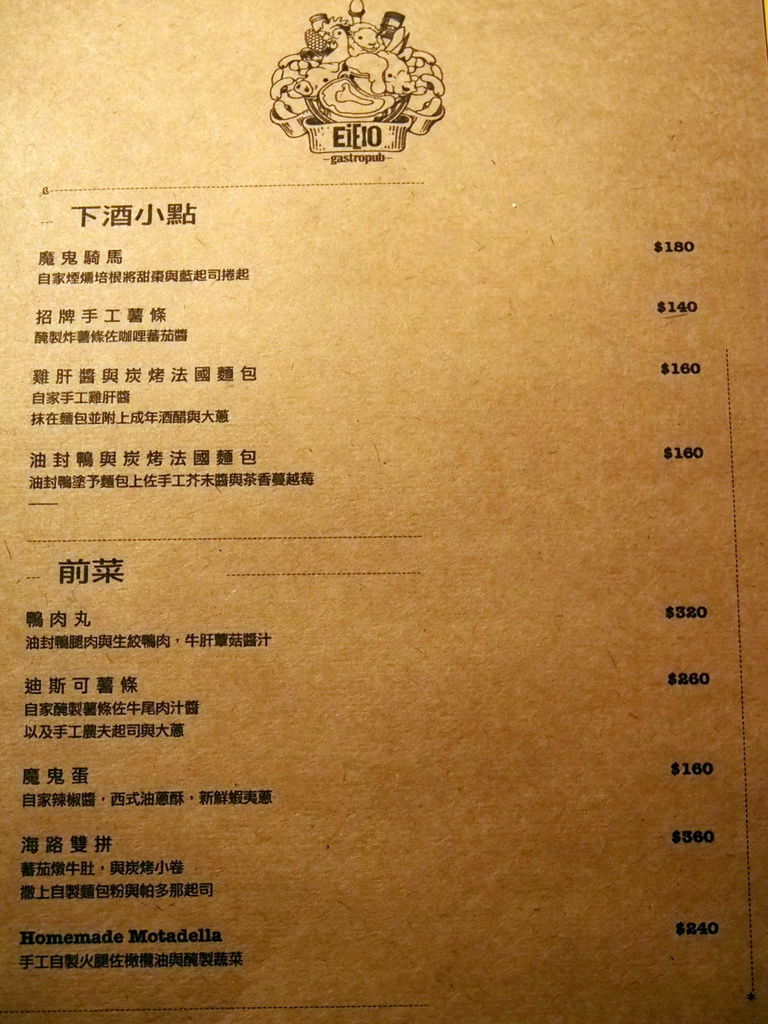 EiEIO
gastropub
下酒小點
魔鬼騎馬 $180
自家煙燻培根將甜棗與藍起司捲起
招牌手工薯條 $140
醃製炸薯條佐咖哩蕃茄醬
雞肝醬與炭烤法國麵包 $160
自家手工雞肝醬
抹在麵包並附上成年酒醋與大蔥
油封鴨與炭烤法國麵包 $160
油封鴨塗予麵包上佐手工芥末醬與茶香蔓越莓
前菜
鴨肉丸 $320
油封鴨腿肉與生絞鴨肉，牛肝蕈菇醬汁
迪斯可薯條 $260
自家醃製薯條佐牛尾肉汁醬
以及手工農夫起司與大蔥
魔鬼蛋 $160
自家辣椒醬，西式油蔥酥，新鮮蝦夷蔥
海路雙拼 $360
蕃茄燉牛肚，與炭烤小卷
撒上自製麵包粉與帕多那起司
Homemade Motadella $240
手工自製火腿佐橄欖油與醃製蔬菜